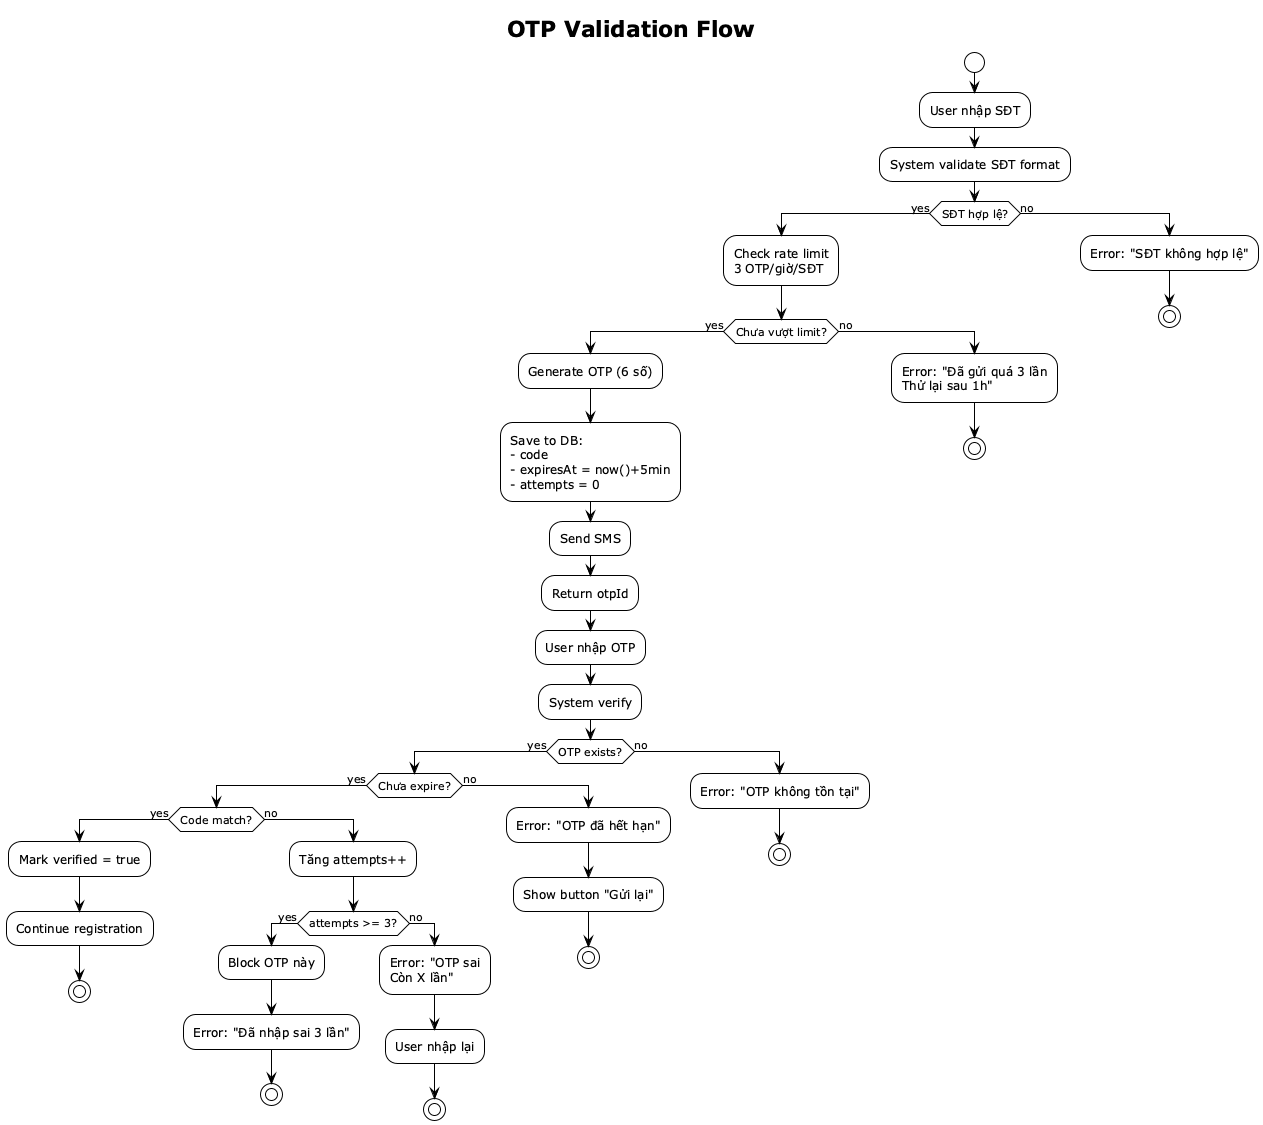 OTP Validation Flow
User nhập SĐT
System validate SĐT format
yes
SĐT hợp lệ?
no
Check rate limit
3 OTP/giờ/SĐT
Error: "SĐT không hợp lệ"
yes
Chưa vượt limit?
no
Generate OTP (6 số)
Error: "Đã gửi quá 3 lần
Thử lại sau 1h"
Save to DB:
- code
- expiresAt = now()+5min
- attempts = 0
Send SMS
Return otpId
User nhập OTP
System verify
yes
OTP exists?
no
yes
Chưa expire?
no
Error: "OTP không tồn tại"
yes
Code match?
no
Error: "OTP đã hết hạn"
Mark verified = true
Tăng attempts++
Show button "Gửi lại"
Continue registration
yes
attempts >= 3?
no
Block OTP này
Error: "OTP sai
Còn X lần"
Error: "Đã nhập sai 3 lần"
User nhập lại